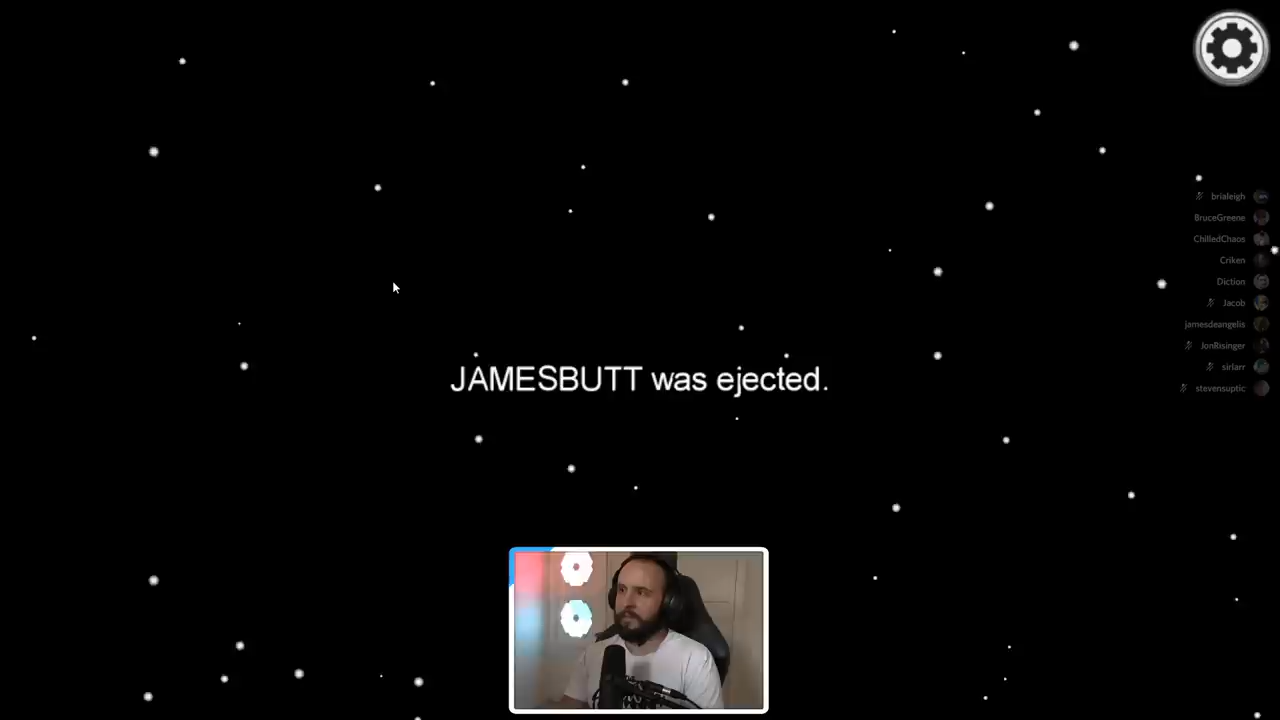 brialeigh
BruceGreene
ChilledChaos
Criken
Diction
Jacob
jamesdeangelis
JonRisinger
sirlarr
stevensuptic
JAMESBUTT was ejected.